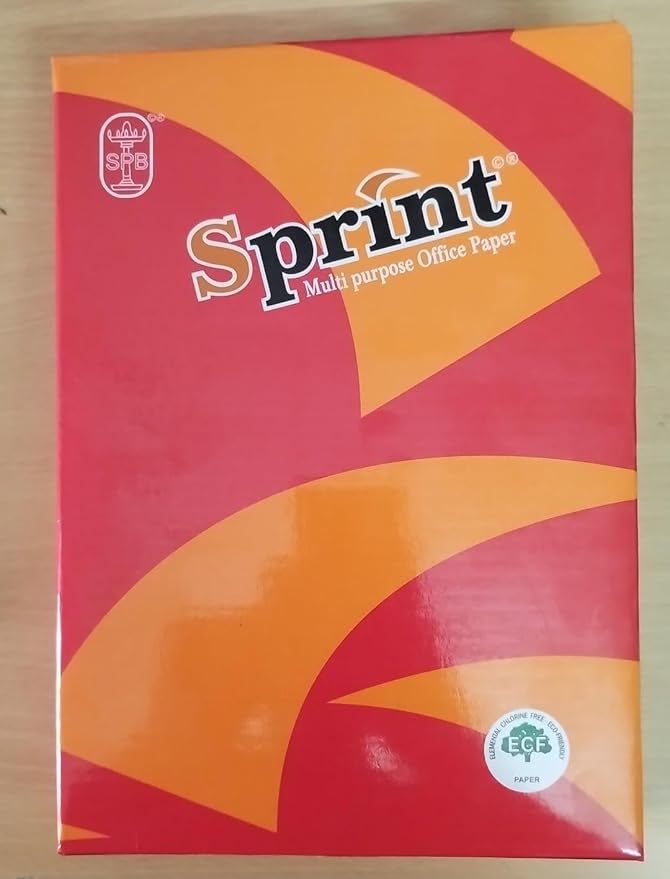 SPB ©®
Sprint ©®
Multi purpose Office Paper
ELEMENTAL CHLORINE FREE · ECO-FRIENDLY
ECF
PAPER